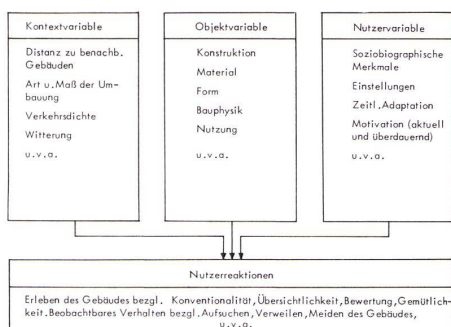 Kontextvariable
Distanz zu benachb.
Gebäuden
Art u.Maß der Um-
bauung
Verkehrsdichte
Witterung
u.v.a.
Objektvariable
Konstruktion
Material
Form
Bauphysik
Nutzung
u.v.a.
Nutzervariable
Soziobiographische
Merkmale
Einstellungen
Zeitl.Adaptation
Motivation (aktuell
und überdauernd)
u.v.a.
Nutzerreaktionen
Erleben des Gebäudes bezgl. Konventionalität,Übersichtlichkeit,Bewertung,Gemütlich-
keit.Beobachtbares Verhalten bezgl.Aufsuchen,Verweilen,Meiden des Gebäudes,
u.v.a.